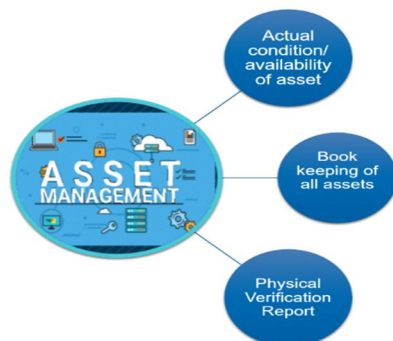 Actual
condition/
availability
of asset
ASSET
MANAGEMENT
Book
keeping of
all assets
Physical
Verification
Report